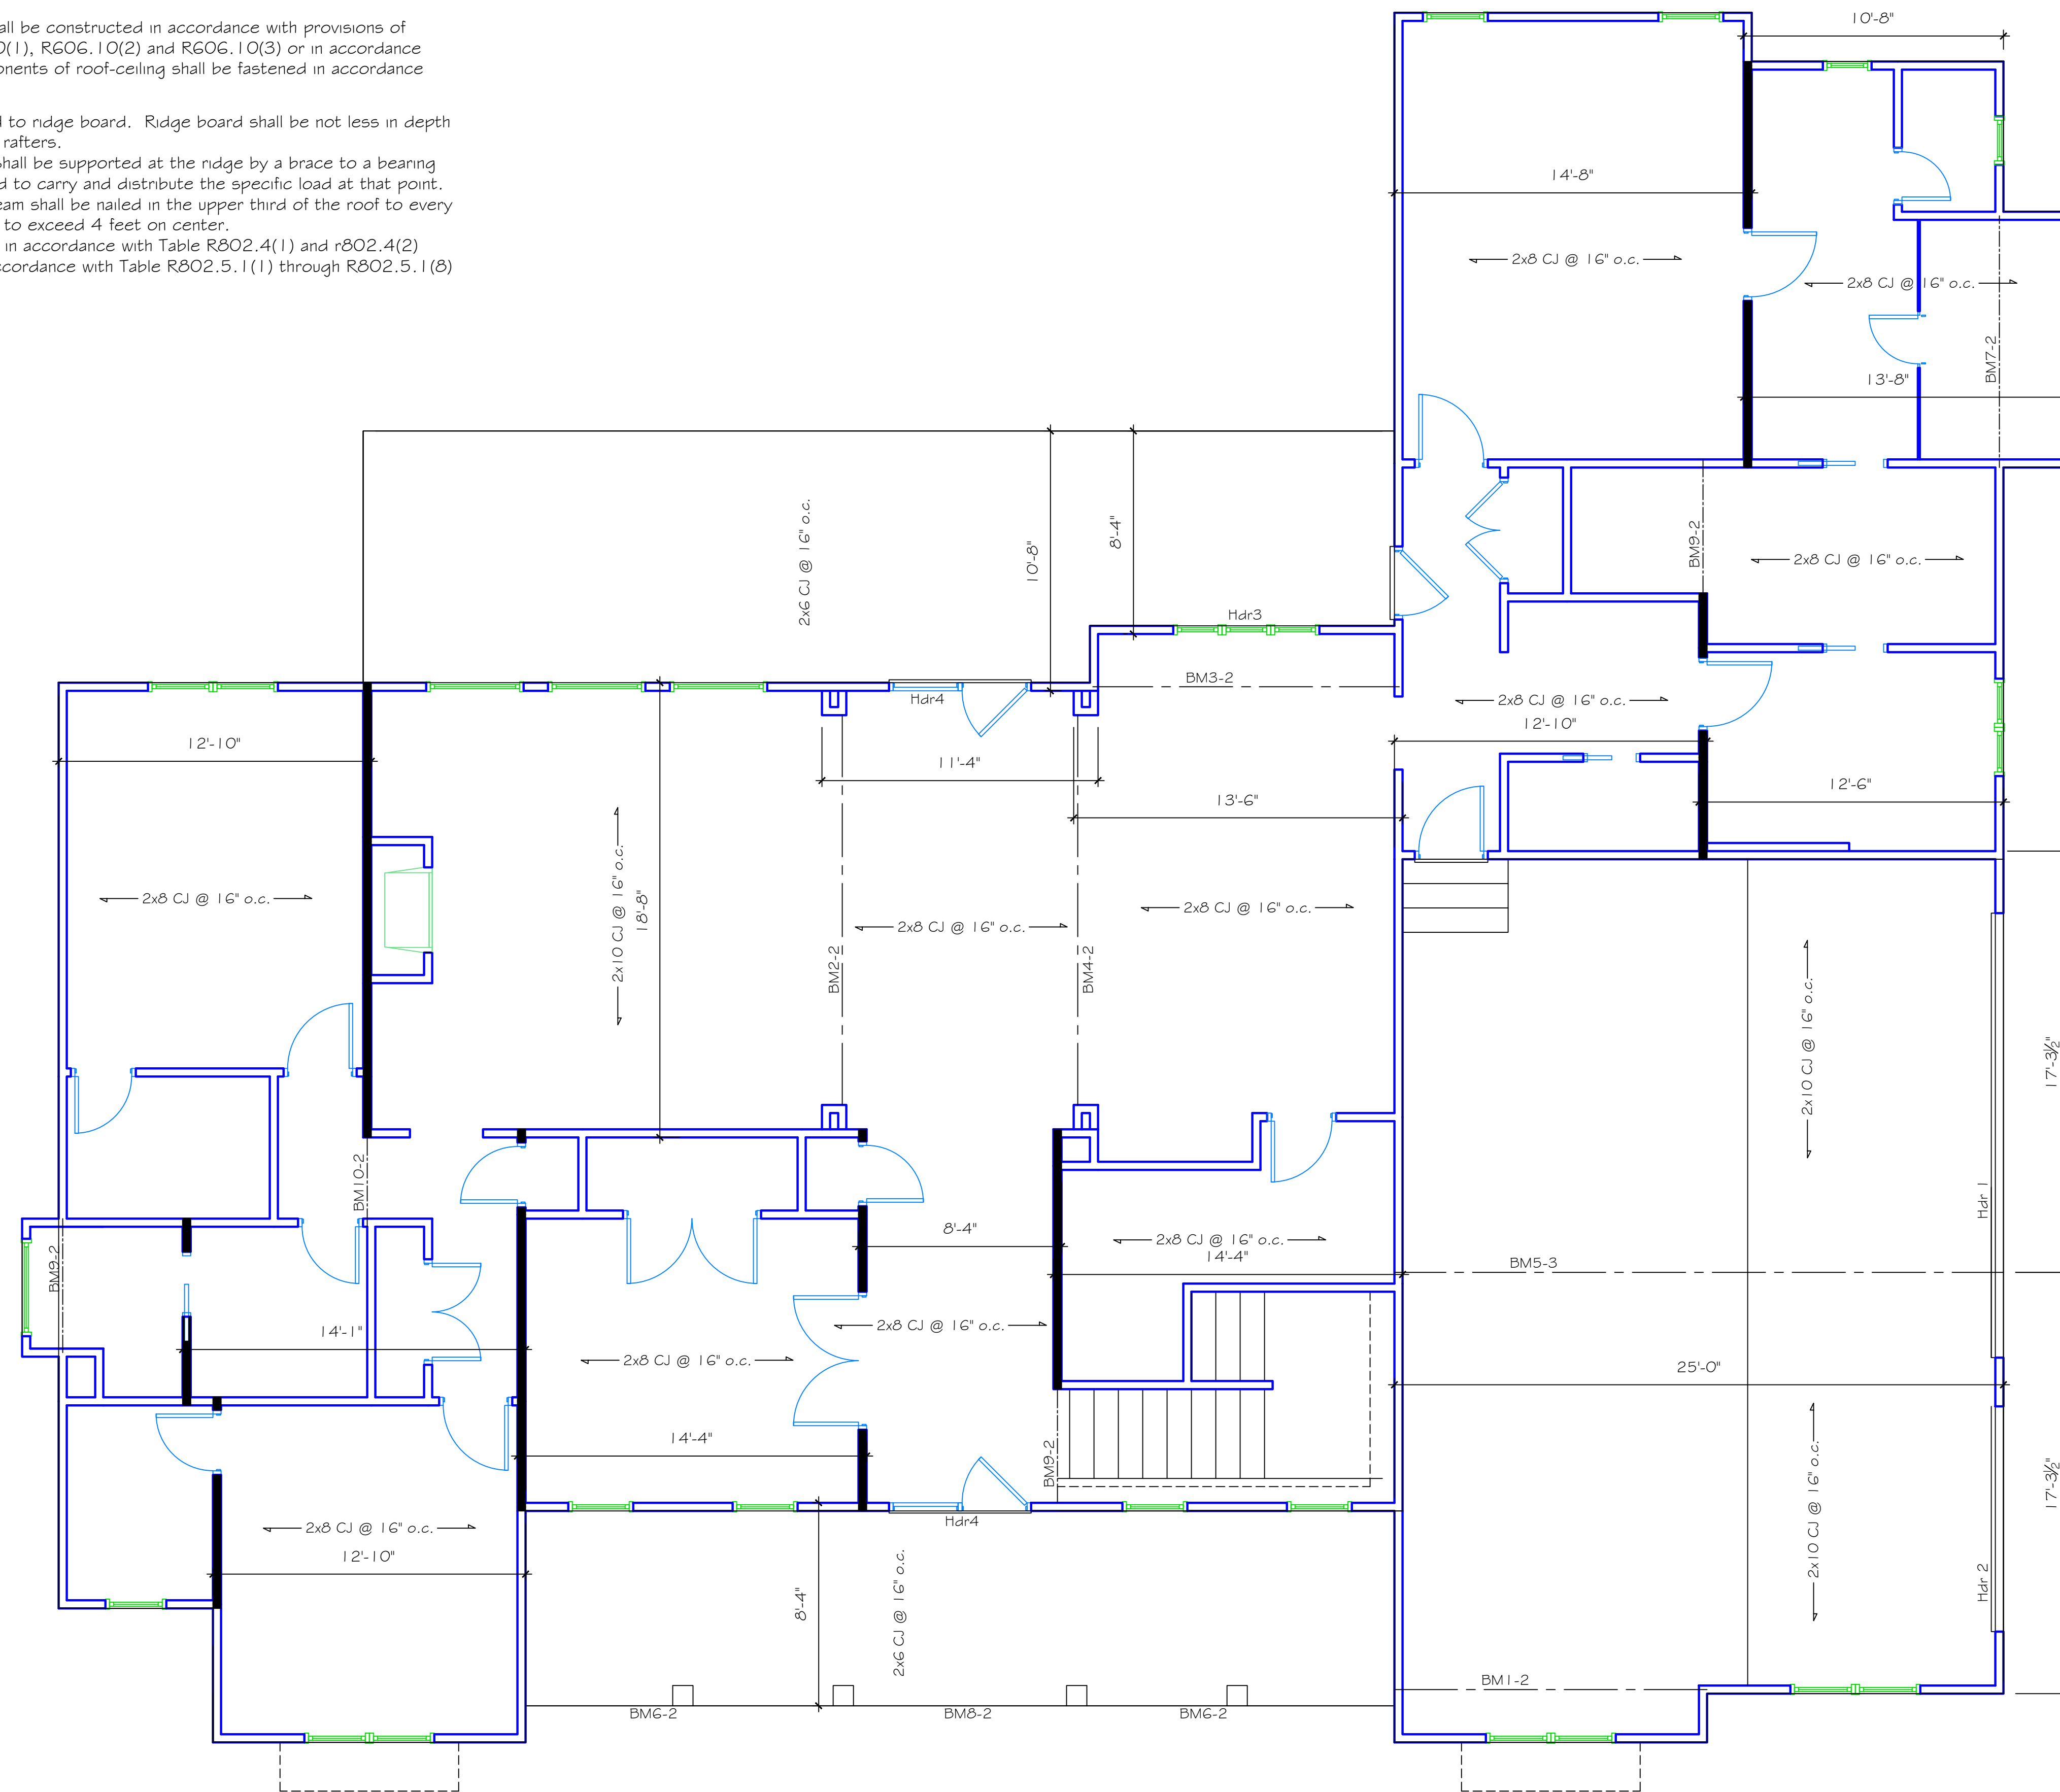 all be constructed in accordance with provisions of
0(1), R606.10(2) and R606.10(3) or in accordance
onents of roof-ceiling shall be fastened in accordance
d to ridge board. Ridge board shall be not less in depth
rafters.
shall be supported at the ridge by a brace to a bearing
d to carry and distribute the specific load at that point.
eam shall be nailed in the upper third of the roof to every
to exceed 4 feet on center.
in accordance with Table R802.4(1) and r802.4(2)
ccordance with Table R802.5.1(1) through R802.5.1(8)
10'-8"
14'-8"
2x8 CJ @ 16" o.c.
2x8 CJ @ 16" o.c.
BM7-2
13'-8"
2x6 CJ @ 16" o.c.
10'-8"
8'-4"
BM9-2
2x8 CJ @ 16" o.c.
Hdr3
BM3-2
Hdr4
2x8 CJ @ 16" o.c.
12'-10"
12'-10"
11'-4"
13'-6"
12'-6"
2x8 CJ @ 16" o.c.
2x10 CJ @ 16" o.c.
18'-8"
2x8 CJ @ 16" o.c.
2x8 CJ @ 16" o.c.
BM2-2
BM4-2
2x10 CJ @ 16" o.c.
17'-3½"
BM10-2
Hdr 1
8'-4"
2x8 CJ @ 16" o.c.
14'-4"
BM9-2
BM5-3
14'-1"
2x8 CJ @ 16" o.c.
2x8 CJ @ 16" o.c.
25'-0"
14'-4"
BM9-2
2x10 CJ @ 16" o.c.
17'-3½"
2x8 CJ @ 16" o.c.
12'-10"
Hdr4
8'-4"
2x6 CJ @ 16" o.c.
Hdr 2
BM1-2
BM6-2
BM8-2
BM6-2